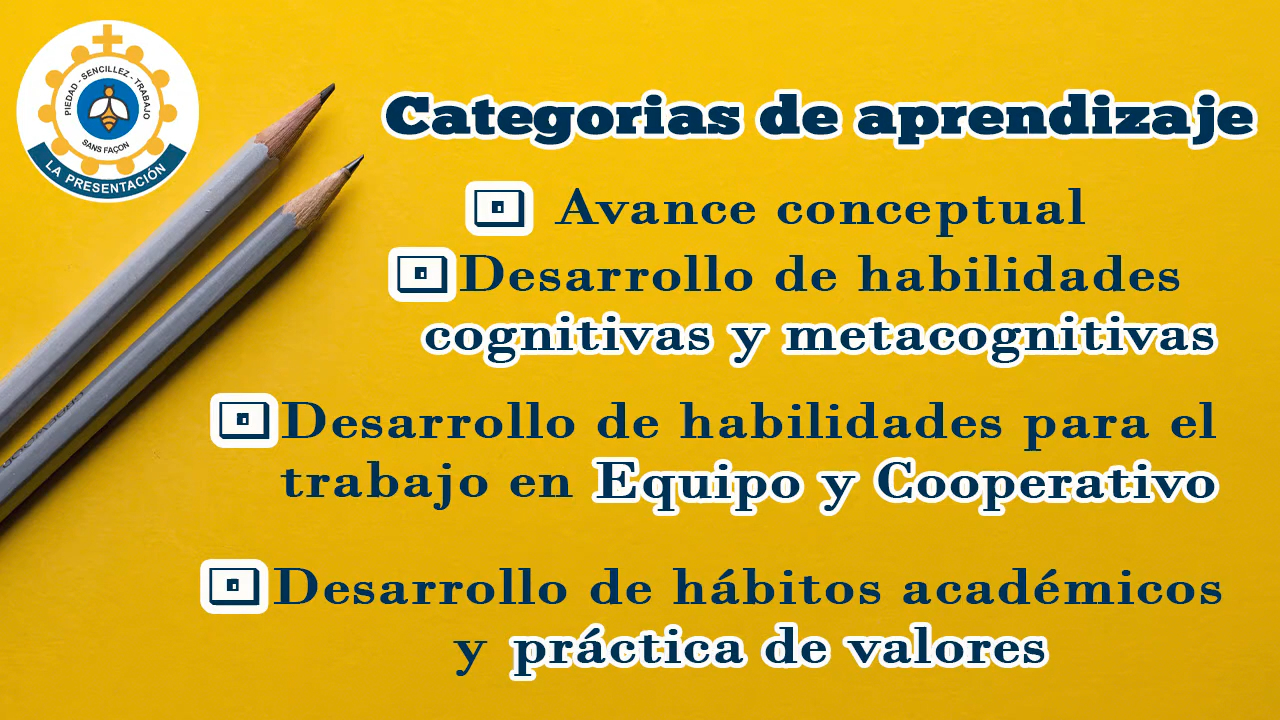 PIEDAD - SENCILLEZ - TRABAJO
SANS FAÇON
LA PRESENTACIÓN
Categorias de aprendizaje
Avance conceptual
Desarrollo de habilidades
cognitivas y metacognitivas
Desarrollo de habilidades para el
trabajo en Equipo y Cooperativo
Desarrollo de hábitos académicos
y práctica de valores